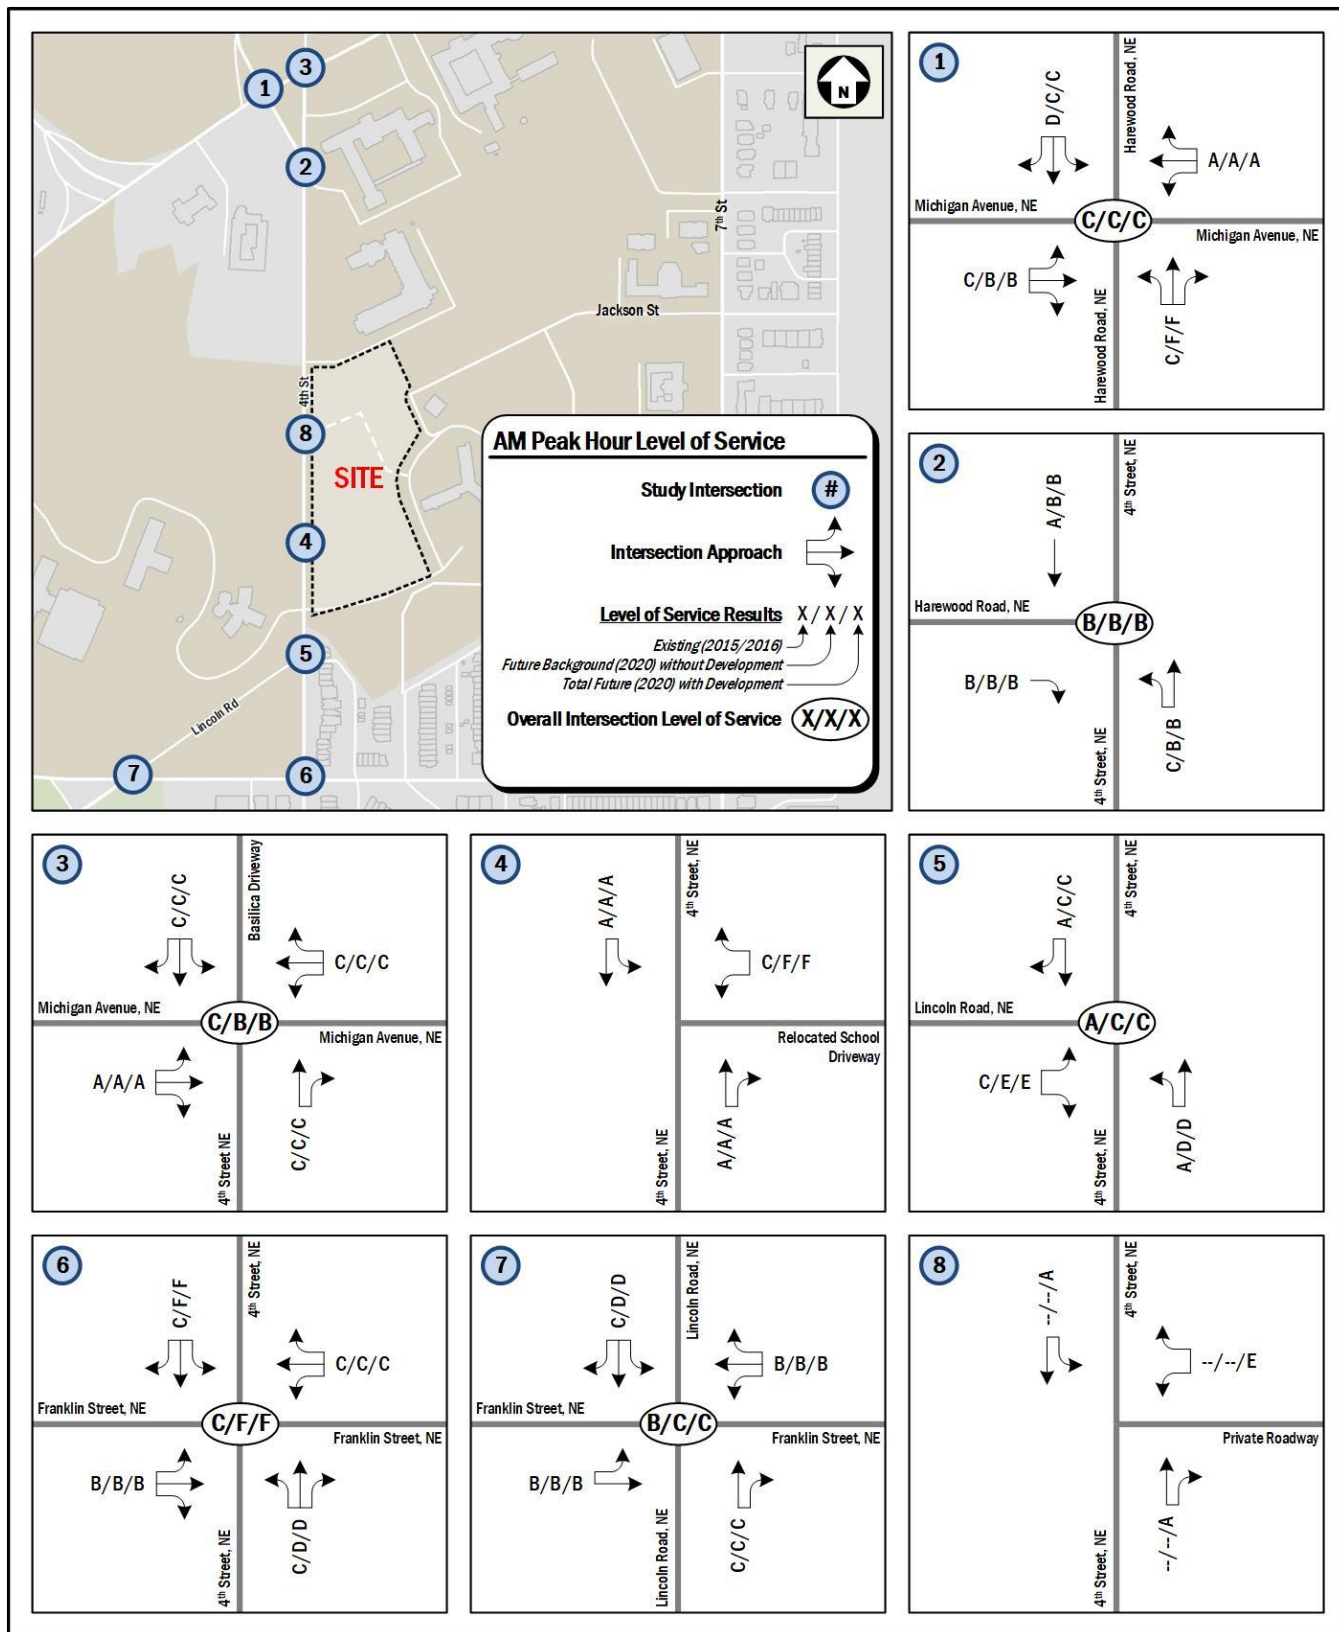 3
1
2
N
7th St
Jackson St
4th St
8
SITE
4
5
Lincoln Rd
7
6
AM Peak Hour Level of Service
Study Intersection #
Intersection Approach
Level of Service Results X / X / X
Existing (2015/2016)
Future Background (2020) without Development
Total Future (2020) with Development
Overall Intersection Level of Service X/X/X
1
D/C/C
Harewood Road, NE
A/A/A
Michigan Avenue, NE
C/C/C
Michigan Avenue, NE
C/B/B
Harewood Road, NE
C/F/F
2
A/B/B
4th Street, NE
Harewood Road, NE
B/B/B
B/B/B
4th Street, NE
C/B/B
3
C/C/C
Basilica Driveway
C/C/C
Michigan Avenue, NE
C/B/B
Michigan Avenue, NE
A/A/A
4th Street NE
C/C/C
4
A/A/A
4th Street, NE
C/F/F
Relocated School
Driveway
4th Street, NE
A/A/A
5
A/C/C
4th Street, NE
Lincoln Road, NE
A/C/C
C/E/E
4th Street, NE
A/D/D
6
C/F/F
4th Street, NE
C/C/C
Franklin Street, NE
C/F/F
Franklin Street, NE
B/B/B
4th Street, NE
C/D/D
7
C/D/D
Lincoln Road, NE
B/B/B
Franklin Street, NE
B/C/C
Franklin Street, NE
B/B/B
Lincoln Road, NE
C/C/C
8
--/--/A
4th Street, NE
--/--/E
Private Roadway
4th Street, NE
--/--/A